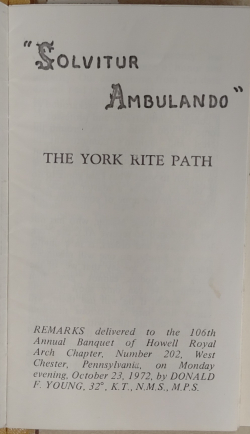 "SOLVITUR
AMBULANDO"
THE YORK RITE PATH
REMARKS delivered to the 106th
Annual Banquet of Howell Royal
Arch Chapter, Number 202, West
Chester, Pennsylvania, on Monday
evening, October 23, 1972, by DONALD
F. YOUNG, 32°, K.T., N.M.S., M.P.S.